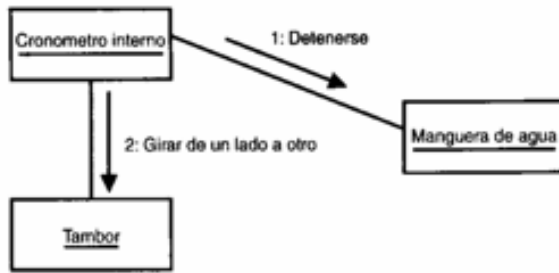 Cronometro interno
1: Detenerse
Manguera de agua
2: Girar de un lado a otro
Tambor